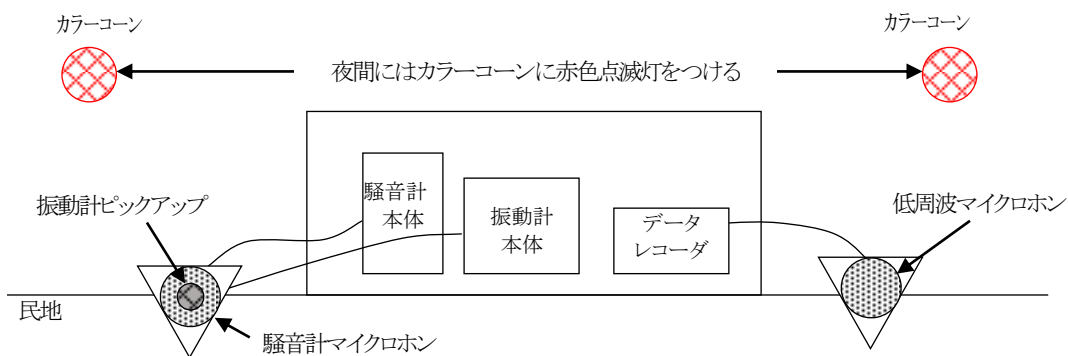 カラーコーン
カラーコーン
夜間にはカラーコーンに赤色点滅灯をつける
騒音計
本体
振動計
本体
データ
レコーダ
振動計ピックアップ
低周波マイクロホン
民地
騒音計マイクロホン